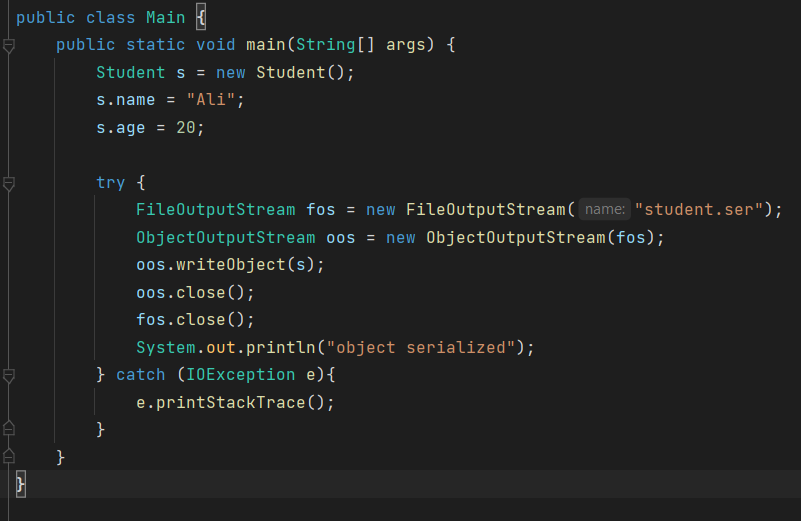 public class Main {
public static void main(String[] args) {
Student s = new Student();
s.name = "Ali";
s.age = 20;
try {
FileOutputStream fos = new FileOutputStream( name: "student.ser");
ObjectOutputStream oos = new ObjectOutputStream(fos);
oos.writeObject(s);
oos.close();
fos.close();
System.out.println("object serialized");
} catch (IOException e){
e.printStackTrace();
}
}
}